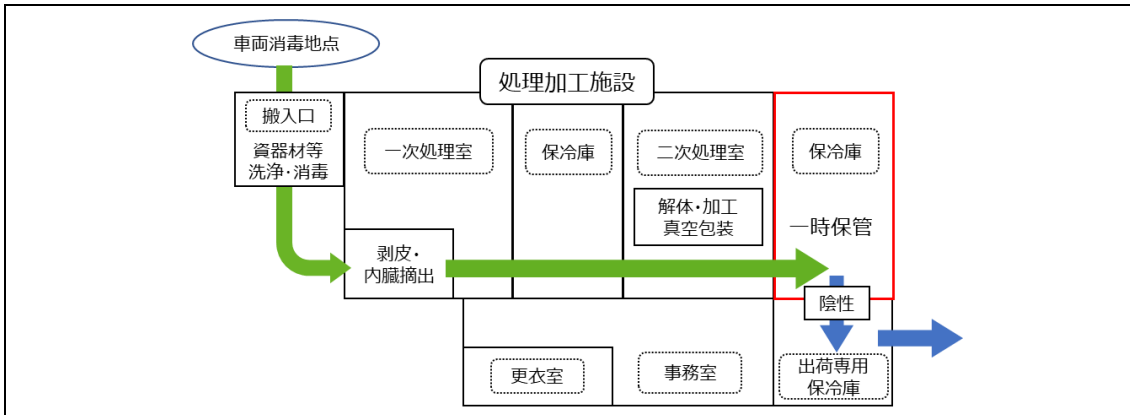 車両消毒地点
処理加工施設
搬入口
資器材等
洗浄・消毒
一次処理室
保冷庫
二次処理室
保冷庫
解体・加工
真空包装
一時保管
剥皮・
内臓摘出
陰性
更衣室
事務室
出荷専用
保冷庫